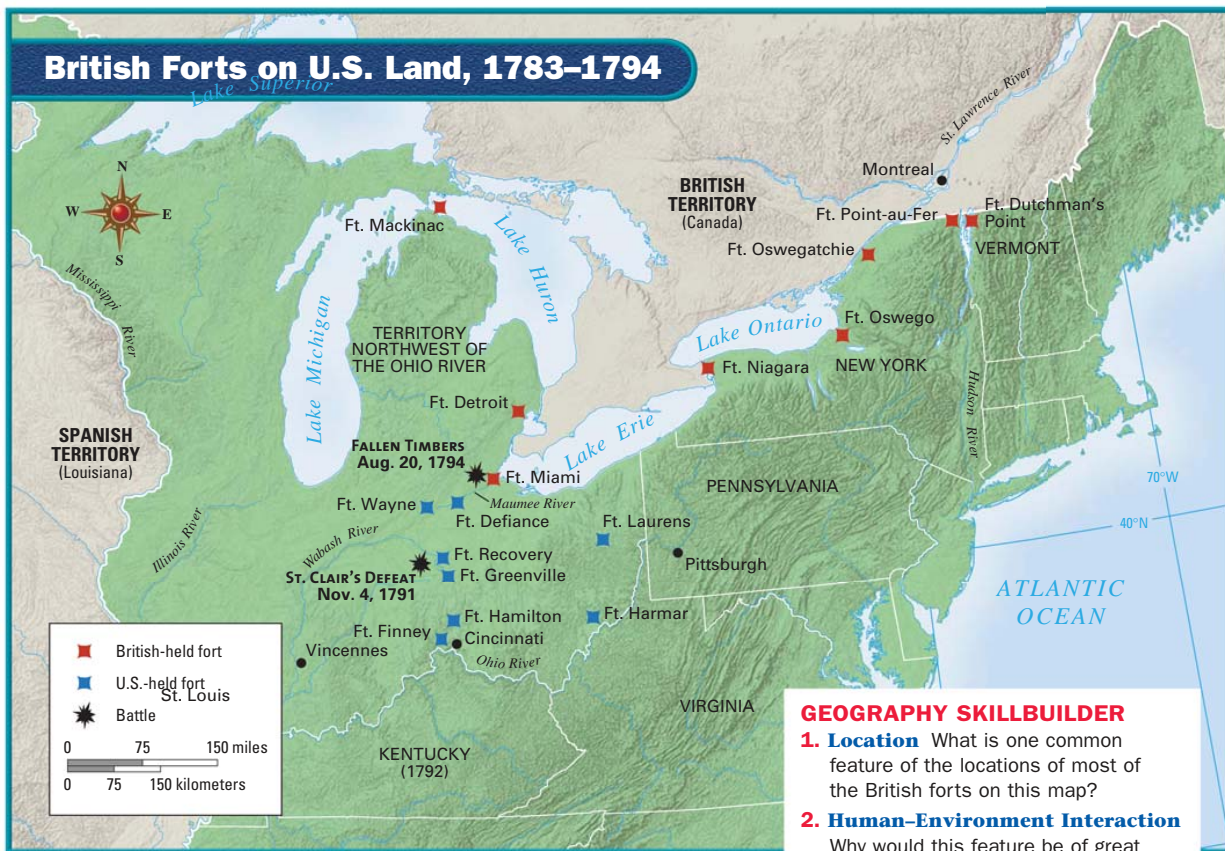 British Forts on U.S. Land, 1783–1794
Lake Superior
N
W
E
S
Mississippi
River
Ft. Mackinac
Lake Michigan
Lake Huron
TERRITORY
NORTHWEST OF
THE OHIO RIVER
SPANISH
TERRITORY
(Louisiana)
BRITISH
TERRITORY
(Canada)
St. Lawrence River
Montreal
Ft. Point-au-Fer
Ft. Dutchman's
Point
VERMONT
Ft. Oswegatchie
Lake Ontario
Ft. Oswego
NEW YORK
Ft. Niagara
Hudson River
Ft. Detroit
Lake Erie
FALLEN TIMBERS
Aug. 20, 1794
Ft. Miami
Maumee River
Ft. Wayne
Ft. Defiance
Ft. Laurens
PENNSYLVANIA
Pittsburgh
70°W
40°N
Illinois River
Wabash River
Ft. Recovery
Ft. Greenville
ST. CLAIR'S DEFEAT
Nov. 4, 1791
Ft. Hamilton
Ft. Harmar
Ft. Finney
Cincinnati
Ohio River
Vincennes
ATLANTIC
OCEAN
VIRGINIA
KENTUCKY
(1792)
British-held fort
U.S.-held fort
St. Louis
Battle
0 75 150 miles
0 75 150 kilometers
GEOGRAPHY SKILLBUILDER
1. Location What is one common
feature of the locations of most of
the British forts on this map?
2. Human–Environment Interaction
Why would this feature be of great